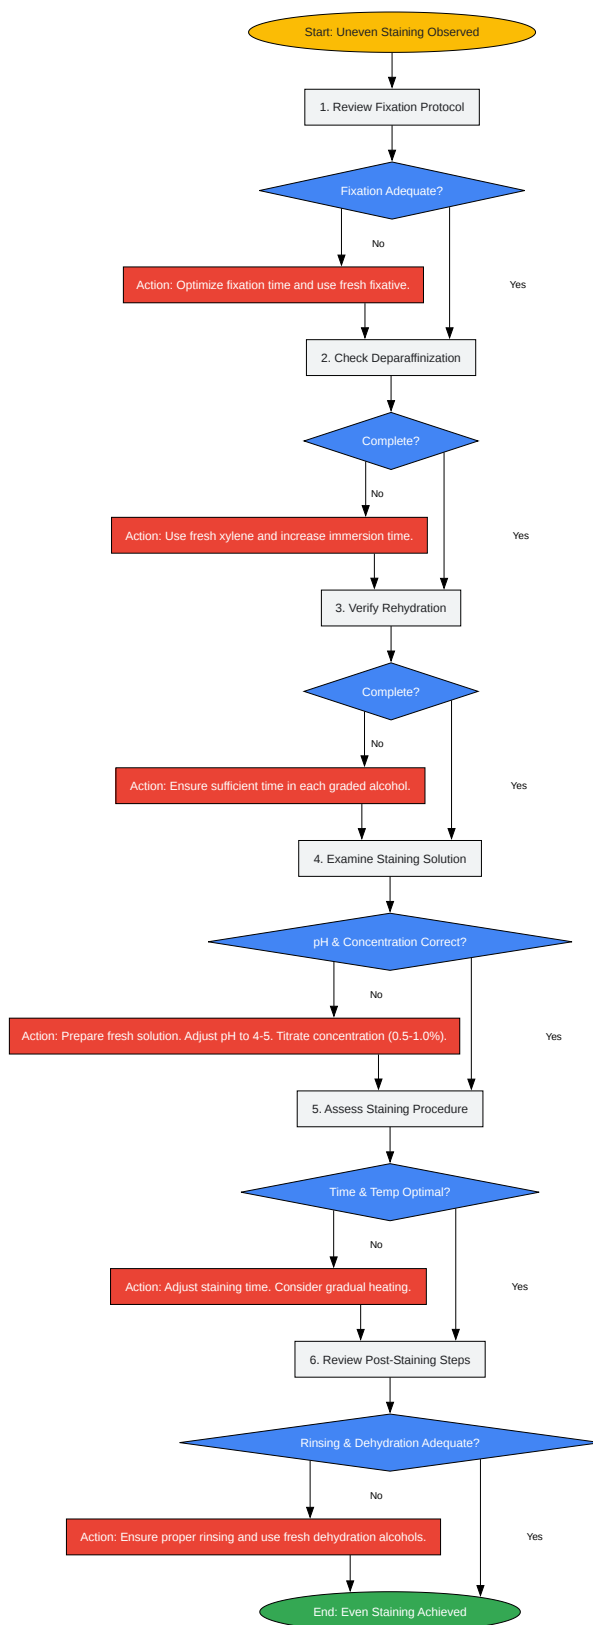 Start: Uneven Staining Observed
1. Review Fixation Protocol
Fixation Adequate?
No
Action: Optimize fixation time and use fresh fixative.
Yes
2. Check Deparaffinization
Complete?
No
Action: Use fresh xylene and increase immersion time.
Yes
3. Verify Rehydration
Complete?
No
Action: Ensure sufficient time in each graded alcohol.
Yes
4. Examine Staining Solution
pH & Concentration Correct?
No
Action: Prepare fresh solution. Adjust pH to 4-5. Titrate concentration (0.5-1.0%).
Yes
5. Assess Staining Procedure
Time & Temp Optimal?
No
Action: Adjust staining time. Consider gradual heating.
Yes
6. Review Post-Staining Steps
Rinsing & Dehydration Adequate?
No
Action: Ensure proper rinsing and use fresh dehydration alcohols.
Yes
End: Even Staining Achieved